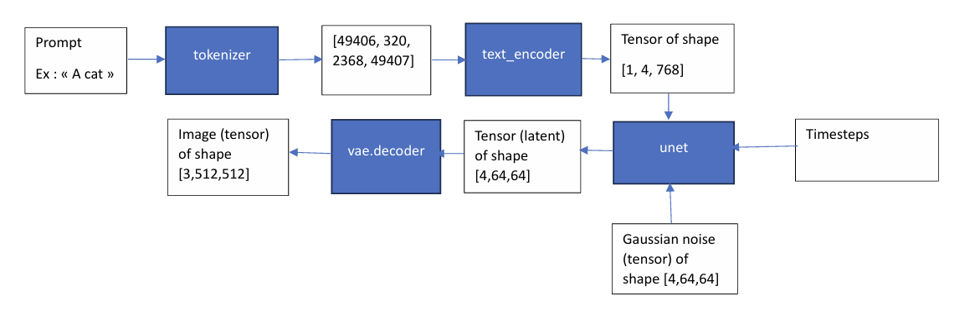 Prompt
Ex : « A cat »
tokenizer
[49406, 320,
2368, 49407]
text_encoder
Tensor of shape
[1, 4, 768]
Image (tensor)
of shape
[3,512,512]
vae.decoder
Tensor (latent)
of shape
[4,64,64]
unet
Timesteps
Gaussian noise
(tensor) of
shape [4,64,64]